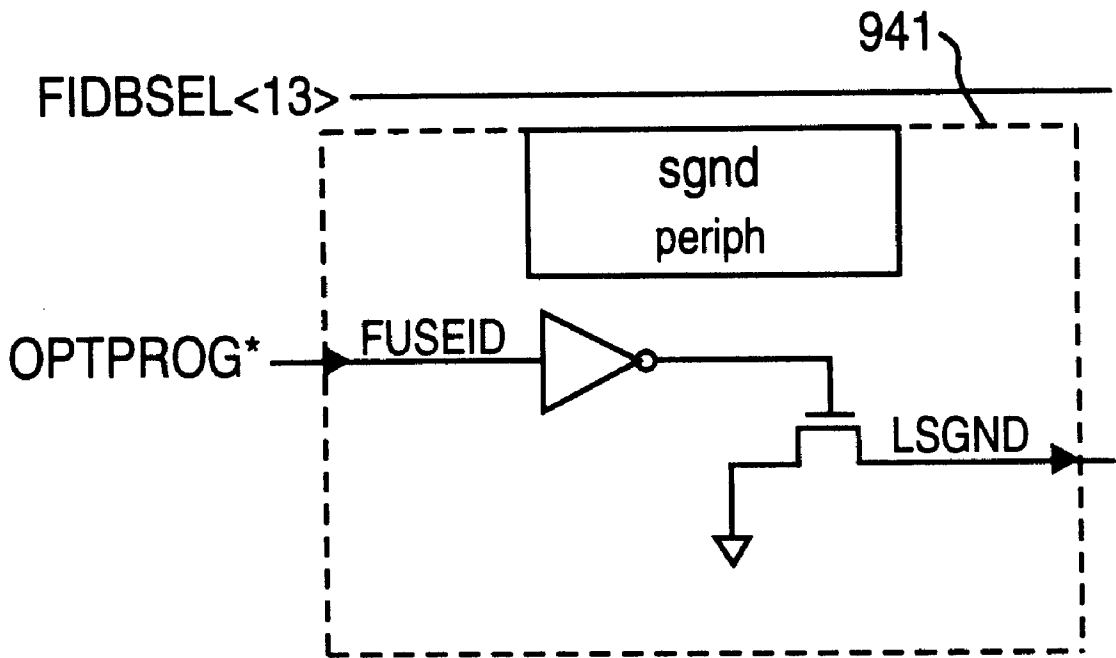 941
FIDBSEL<13>
sgnd
periph
OPTPROG*
FUSEID
LSGND